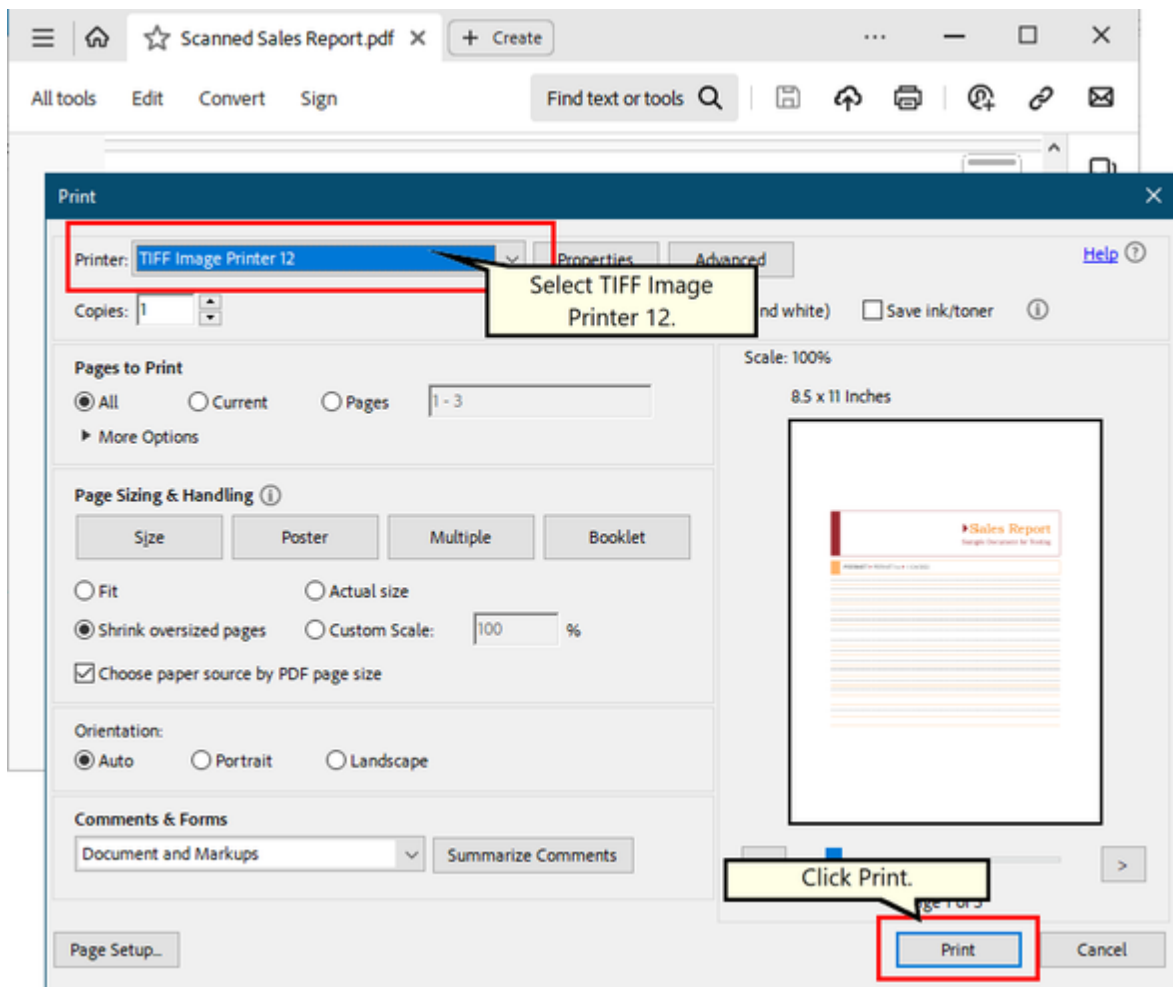 Scanned Sales Report.pdf
+ Create
All tools Edit Convert Sign
Find text or tools
Print
Printer: TIFF Image Printer 12
Properties Advanced
Help
Select TIFF Image
Printer 12.
Copies: 1
nd white)
Save ink/toner
Pages to Print
All Current Pages 1 - 3
More Options
Scale: 100%
8.5 x 11 Inches
Page Sizing & Handling
Size Poster Multiple Booklet
Fit Actual size
Shrink oversized pages Custom Scale: 100 %
Choose paper source by PDF page size
Sales Report
Sample Document for Testing
Orientation:
Auto Portrait Landscape
Comments & Forms
Document and Markups Summarize Comments
>
Click Print.
Page Setup...
Print Cancel